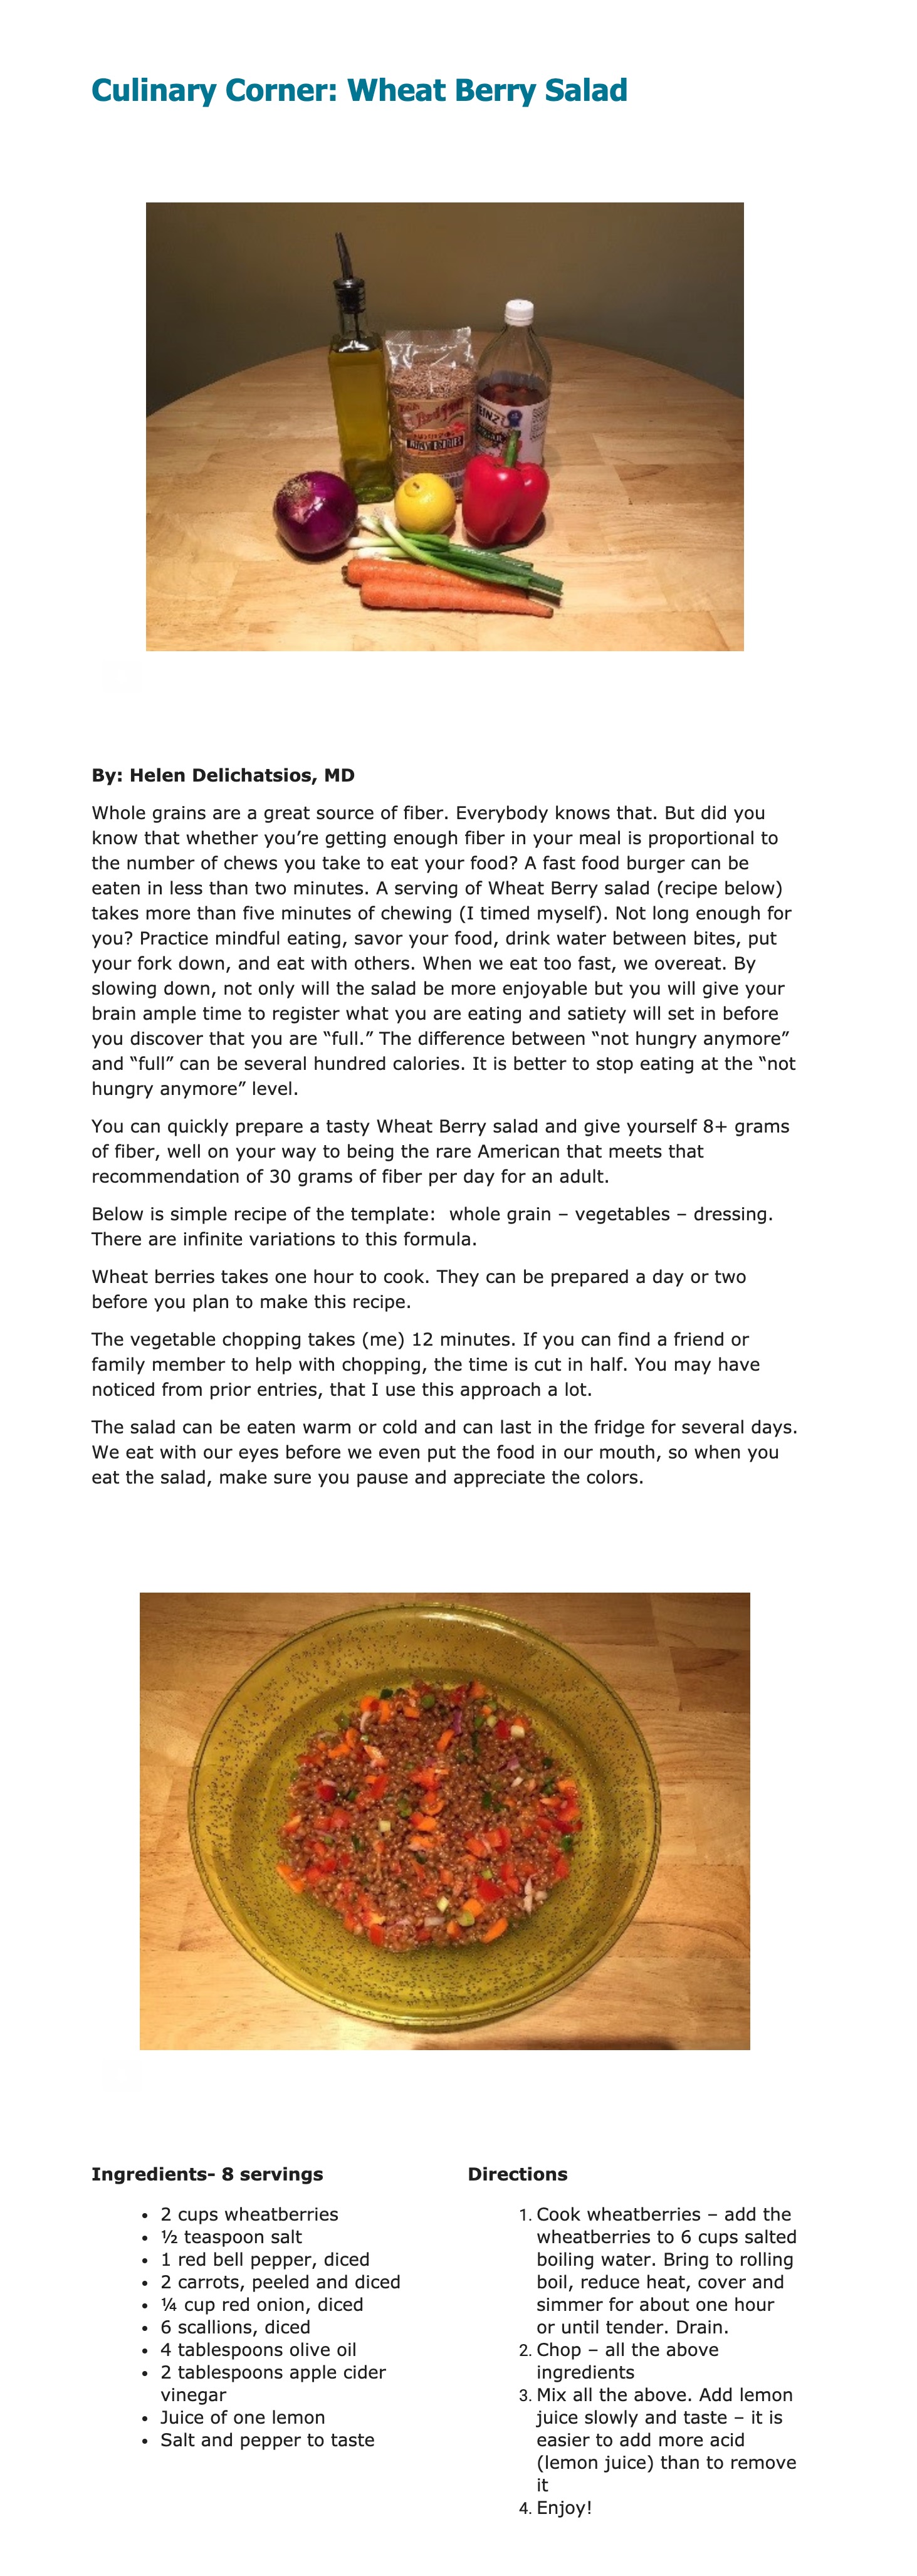 Culinary Corner: Wheat Berry Salad
HEINZ
By: Helen Delichatsios, MD
Whole grains are a great source of fiber. Everybody knows that. But did you
know that whether you’re getting enough fiber in your meal is proportional to
the number of chews you take to eat your food? A fast food burger can be
eaten in less than two minutes. A serving of Wheat Berry salad (recipe below)
takes more than five minutes of chewing (I timed myself). Not long enough for
you? Practice mindful eating, savor your food, drink water between bites, put
your fork down, and eat with others. When we eat too fast, we overeat. By
slowing down, not only will the salad be more enjoyable but you will give your
brain ample time to register what you are eating and satiety will set in before
you discover that you are “full.” The difference between “not hungry anymore”
and “full” can be several hundred calories. It is better to stop eating at the “not
hungry anymore” level.
You can quickly prepare a tasty Wheat Berry salad and give yourself 8+ grams
of fiber, well on your way to being the rare American that meets that
recommendation of 30 grams of fiber per day for an adult.
Below is simple recipe of the template:  whole grain – vegetables – dressing.
There are infinite variations to this formula.
Wheat berries takes one hour to cook. They can be prepared a day or two
before you plan to make this recipe.
The vegetable chopping takes (me) 12 minutes. If you can find a friend or
family member to help with chopping, the time is cut in half. You may have
noticed from prior entries, that I use this approach a lot.
The salad can be eaten warm or cold and can last in the fridge for several days.
We eat with our eyes before we even put the food in our mouth, so when you
eat the salad, make sure you pause and appreciate the colors.
Ingredients- 8 servings
• 2 cups wheatberries
• ½ teaspoon salt
• 1 red bell pepper, diced
• 2 carrots, peeled and diced
• ¼ cup red onion, diced
• 6 scallions, diced
• 4 tablespoons olive oil
• 2 tablespoons apple cider
vinegar
• Juice of one lemon
• Salt and pepper to taste
Directions
1. Cook wheatberries – add the
wheatberries to 6 cups salted
boiling water. Bring to rolling
boil, reduce heat, cover and
simmer for about one hour
or until tender. Drain.
2. Chop – all the above
ingredients
3. Mix all the above. Add lemon
juice slowly and taste – it is
easier to add more acid
(lemon juice) than to remove
it
4. Enjoy!